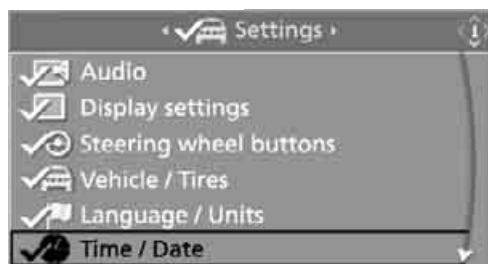 Settings
Audio
Display settings
Steering wheel buttons
Vehicle / Tires
Language / Units
Time / Date